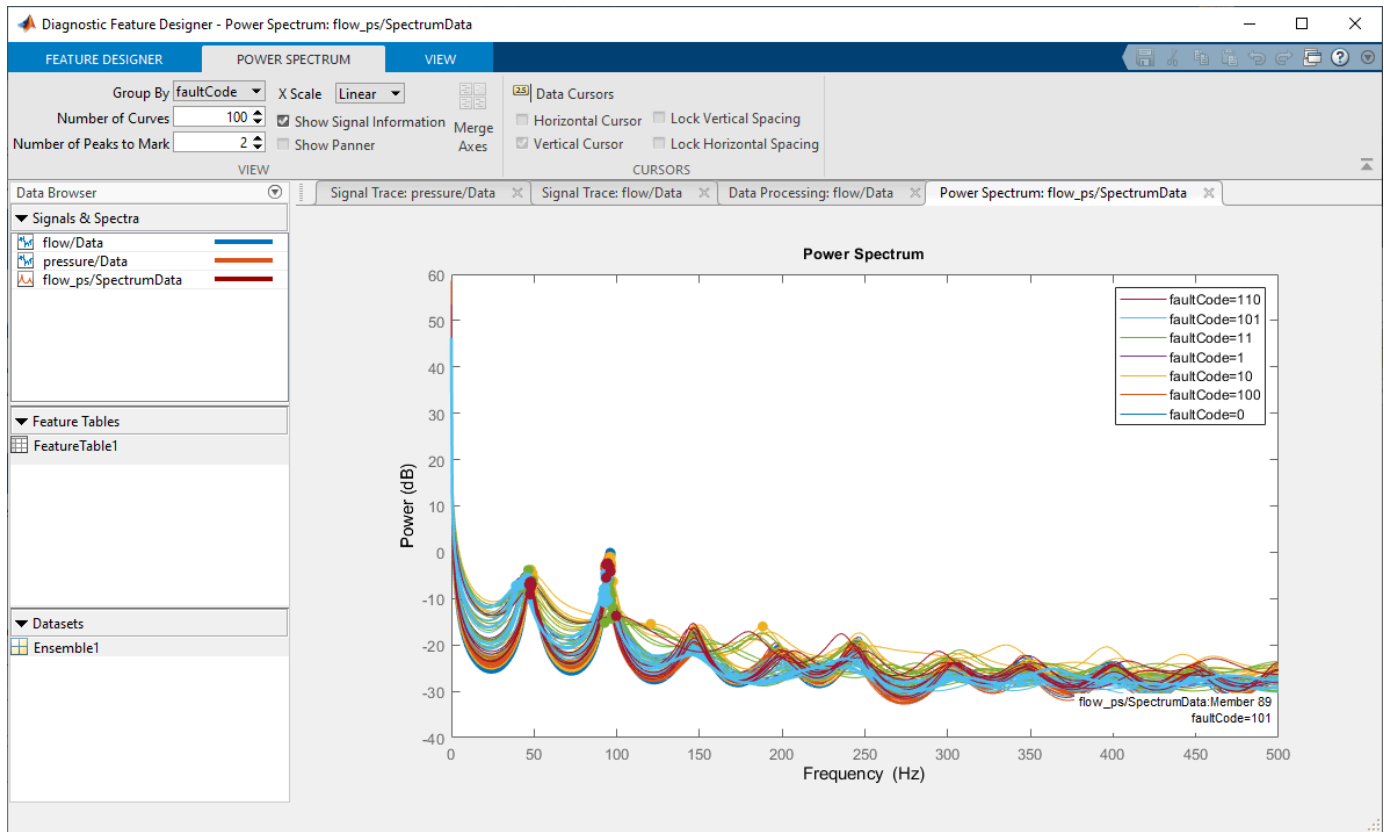 Diagnostic Feature Designer - Power Spectrum: flow_ps/SpectrumData
FEATURE DESIGNER POWER SPECTRUM VIEW
Group By faultCode X Scale Linear
Number of Curves 100 Show Signal Information
Number of Peaks to Mark 2 Show Panner
Merge
Axes
VIEW
2.5 Data Cursors
Horizontal Cursor Lock Vertical Spacing
Vertical Cursor Lock Horizontal Spacing
CURSORS
Data Browser
Signals & Spectra
flow/Data
pressure/Data
flow_ps/SpectrumData
Feature Tables
FeatureTable1
Datasets
Ensemble1
Signal Trace: pressure/Data Signal Trace: flow/Data Data Processing: flow/Data Power Spectrum: flow_ps/SpectrumData
Power Spectrum
60
50
40
30
20
10
0
-10
-20
-30
-40
Power (dB)
faultCode=110
faultCode=101
faultCode=11
faultCode=1
faultCode=10
faultCode=100
faultCode=0
flow_ps/SpectrumData:Member 89
faultCode=101
0 50 100 150 200 250 300 350 400 450 500
Frequency (Hz)